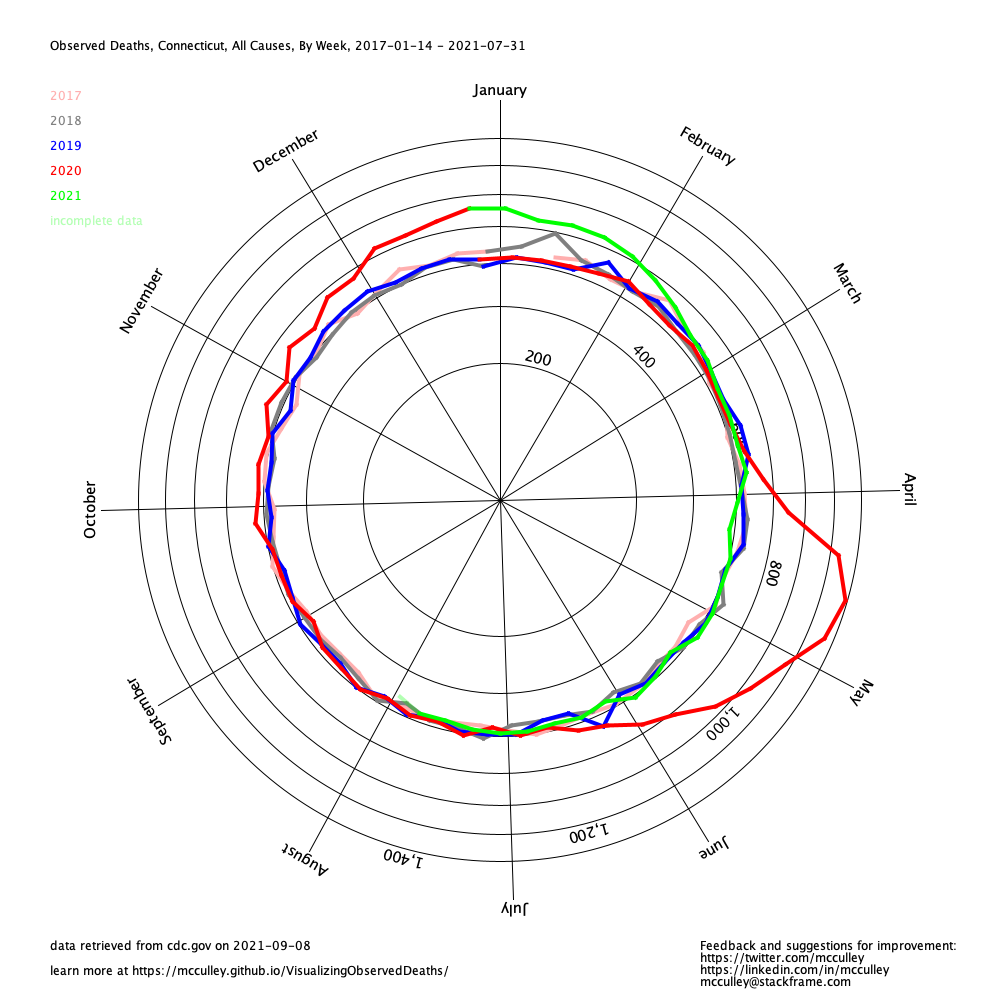 Observed Deaths, Connecticut, All Causes, By Week, 2017-01-14 - 2021-07-31
2017
2018
2019
2020
2021
incomplete data
January
February
March
April
May
June
July
August
September
October
November
December
200
400
800
1,000
1,200
1,400
data retrieved from cdc.gov on 2021-09-08
learn more at https://mcculley.github.io/VisualizingObservedDeaths/
Feedback and suggestions for improvement:
https://twitter.com/mcculley
https://linkedin.com/in/mcculley
mcculley@stackframe.com